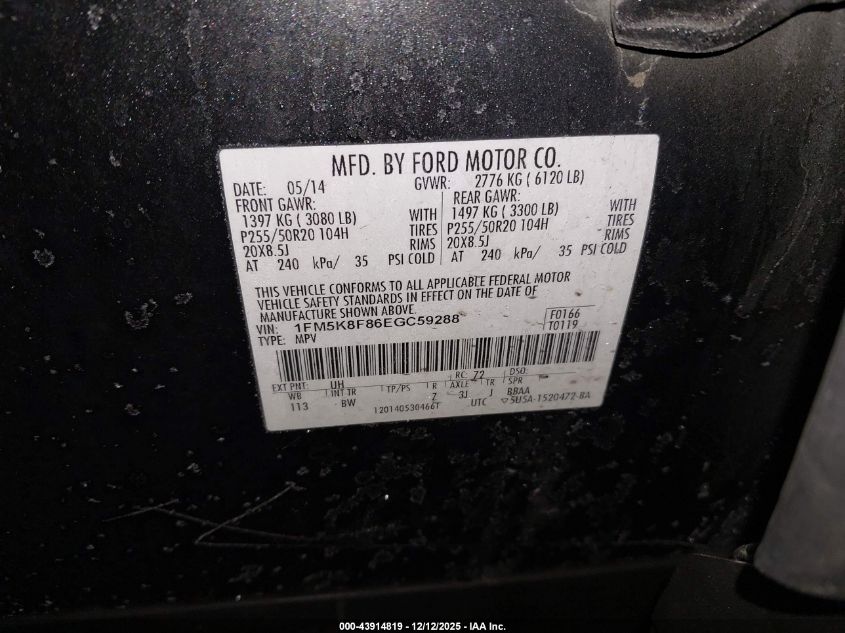 MFD. BY FORD MOTOR CO.
DATE: 05/14 GVWR: 2776 KG ( 6120 LB)
FRONT GAWR: REAR GAWR:
1397 KG ( 3080 LB) WITH 1497 KG ( 3300 LB) WITH
P255/50R20 104H TIRES P255/50R20 104H TIRES
20X8.5J RIMS 20X8.5J RIMS
AT 240 kPa/ 35 PSI COLD AT 240 kPa/ 35 PSI COLD
THIS VEHICLE CONFORMS TO ALL APPLICABLE FEDERAL MOTOR
VEHICLE SAFETY STANDARDS IN EFFECT ON THE DATE OF
MANUFACTURE SHOWN ABOVE.
VIN: 1FM5K8F86EGC59288 F0166
TYPE: MPV T0119
EXT PNT: UH RC: 72 DSO:
WB INT TR TP/PS R AXLE TR SPR
113 BW Z 3J J BBAA
120140530466T UTC ▽5U5A-1520472-BA
000-43914819 - 12/12/2025 - IAA Inc.